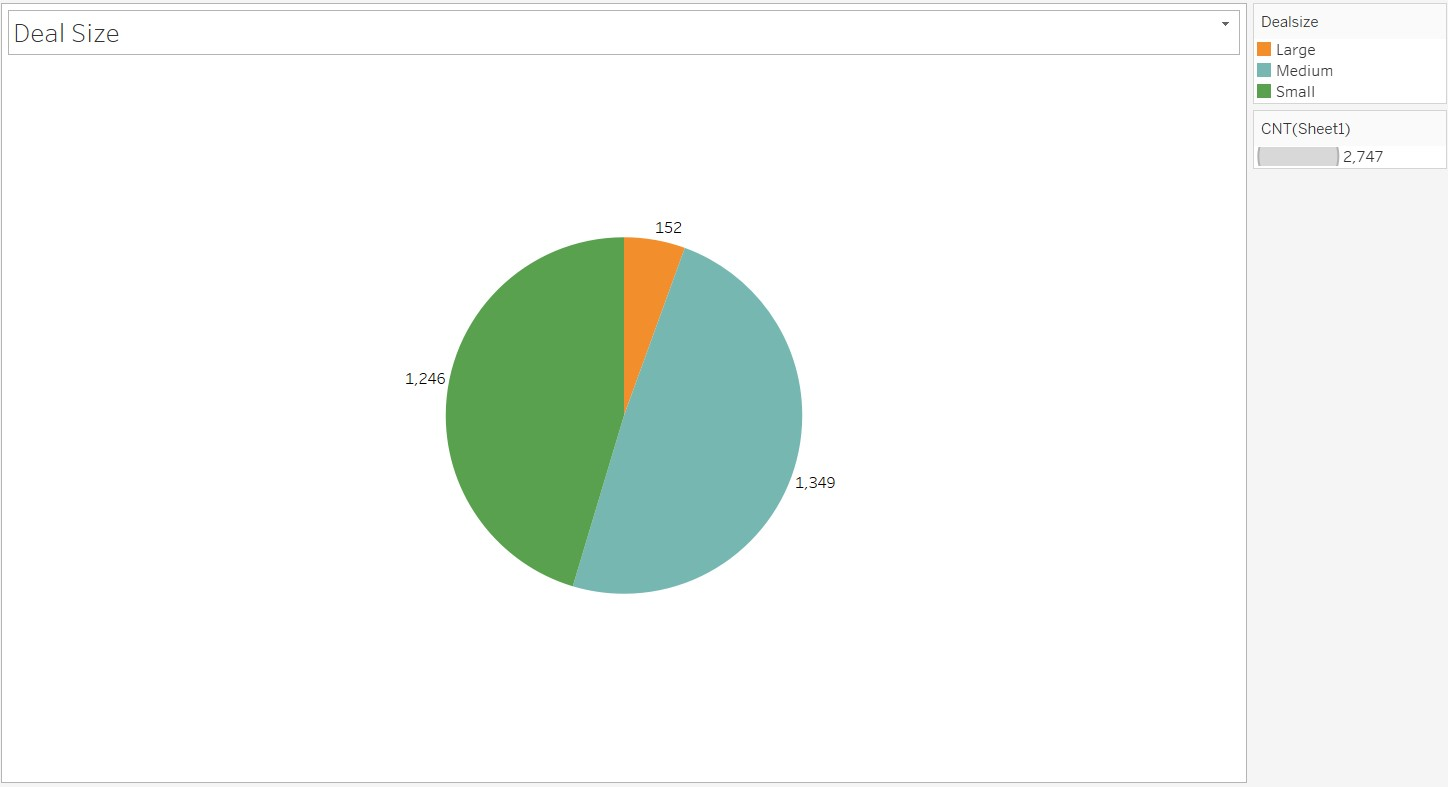 Deal Size
152
1,246
1,349
Dealsize
Large
Medium
Small
CNT(Sheet1)
2,747